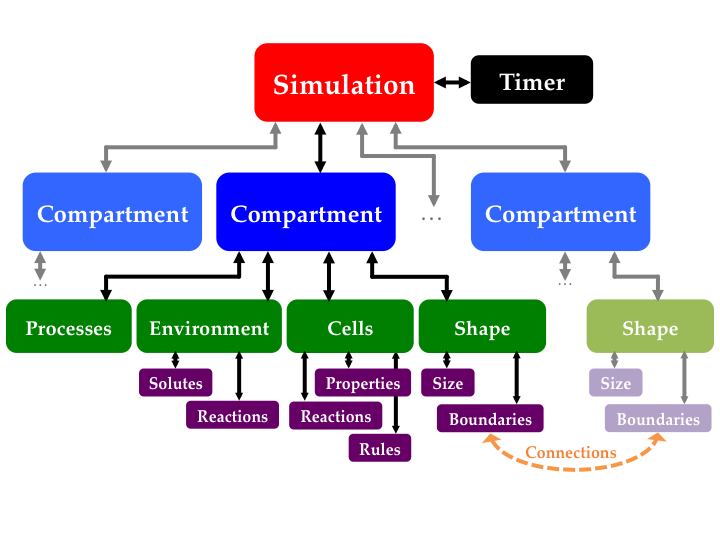 Simulation
Timer
Compartment
Compartment
...
Compartment
...
...
Processes
Environment
Cells
Shape
Shape
Solutes
Properties
Size
Size
Reactions
Reactions
Boundaries
Boundaries
Rules
Connections